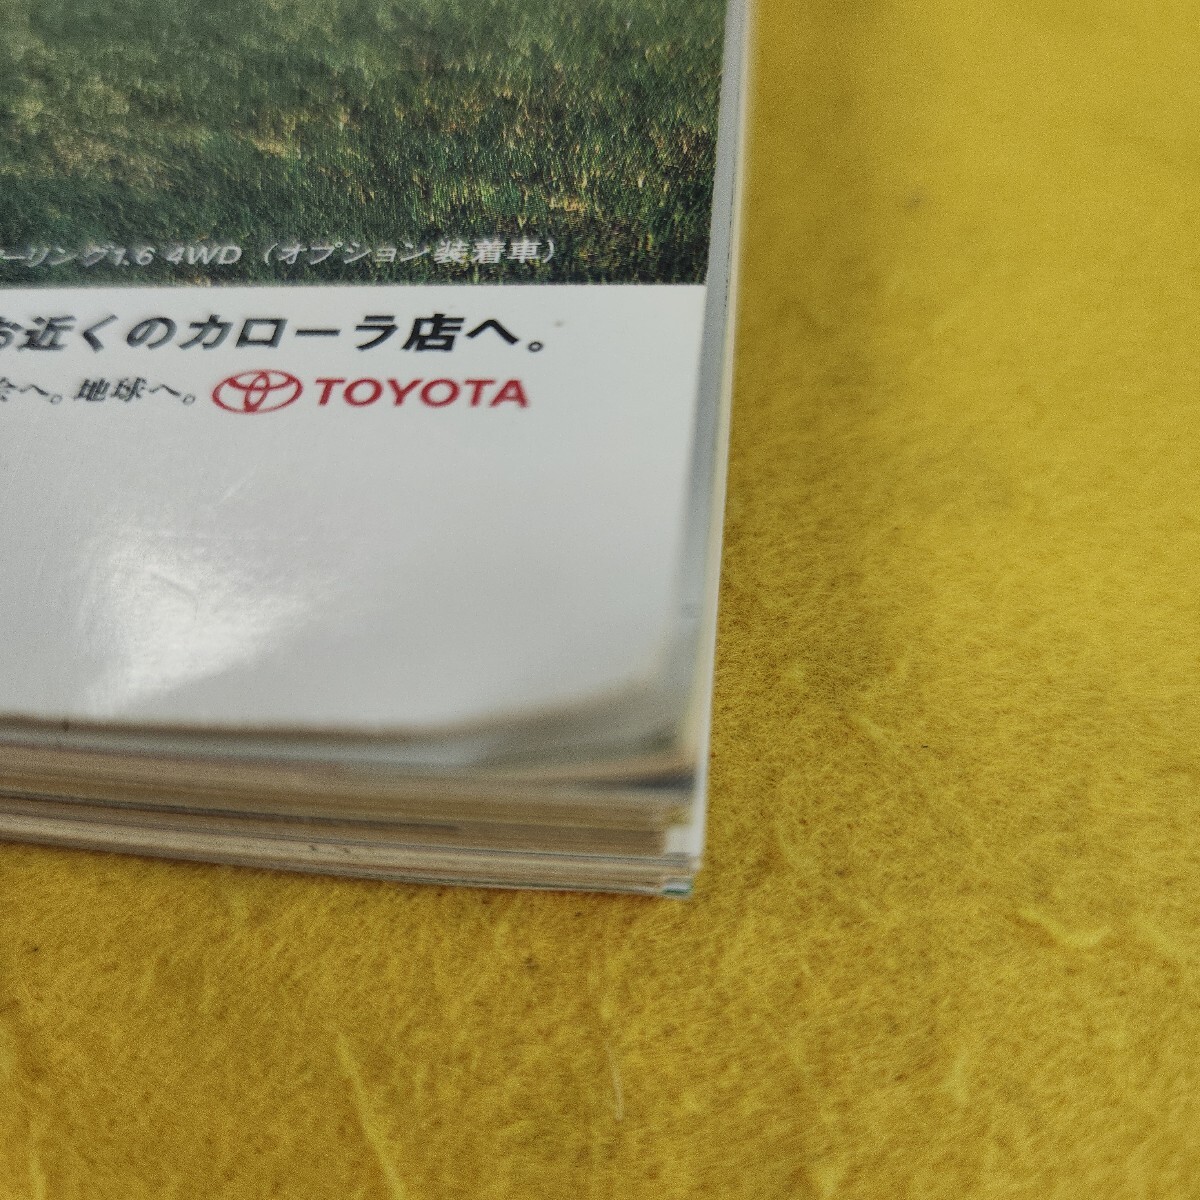 ーリング1.6 4WD（オプション装着車）
お近くのカローラ店へ。
会へ。地球へ。 TOYOTA